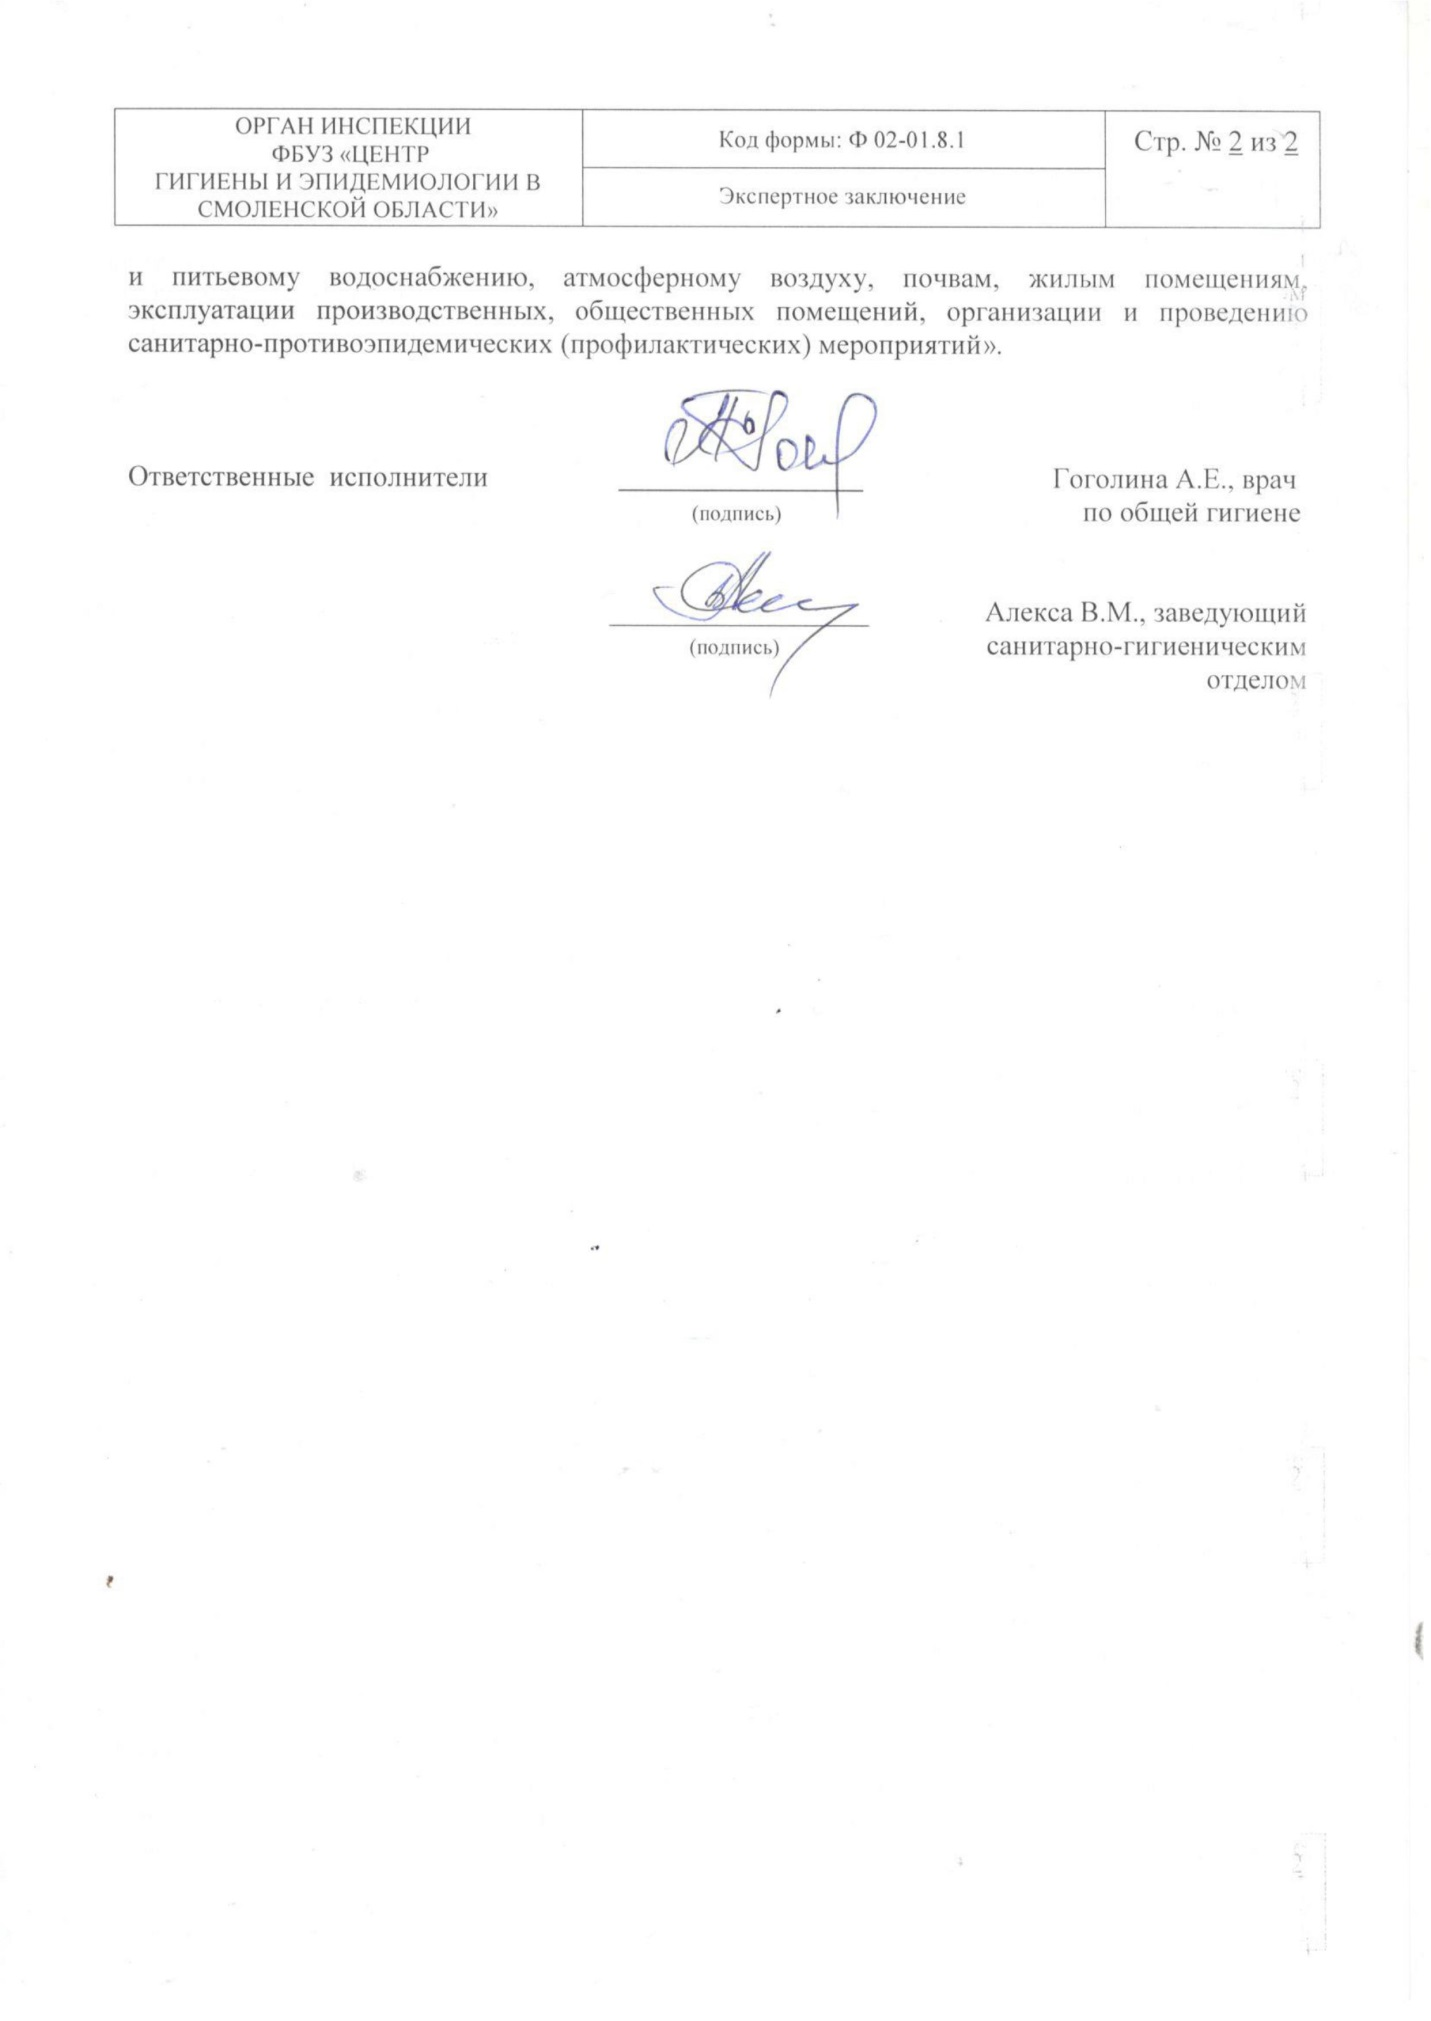 ОРГАН ИНСПЕКЦИИ
ФБУЗ «ЦЕНТР
ГИГИЕНЫ И ЭПИДЕМИОЛОГИИ В
СМОЛЕНСКОЙ ОБЛАСТИ»
Код формы: Ф 02-01.8.1
Экспертное заключение
Стр. № 2 из 2
и питьевому водоснабжению, атмосферному воздуху, почвам, жилым помещениям,
эксплуатации производственных, общественных помещений, организации и проведению
санитарно-противоэпидемических (профилактических) мероприятий».
Ответственные исполнители
(подпись)
Гоголина А.Е., врач
по общей гигиене
(подпись)
Алекса В.М., заведующий
санитарно-гигиеническим
отделом